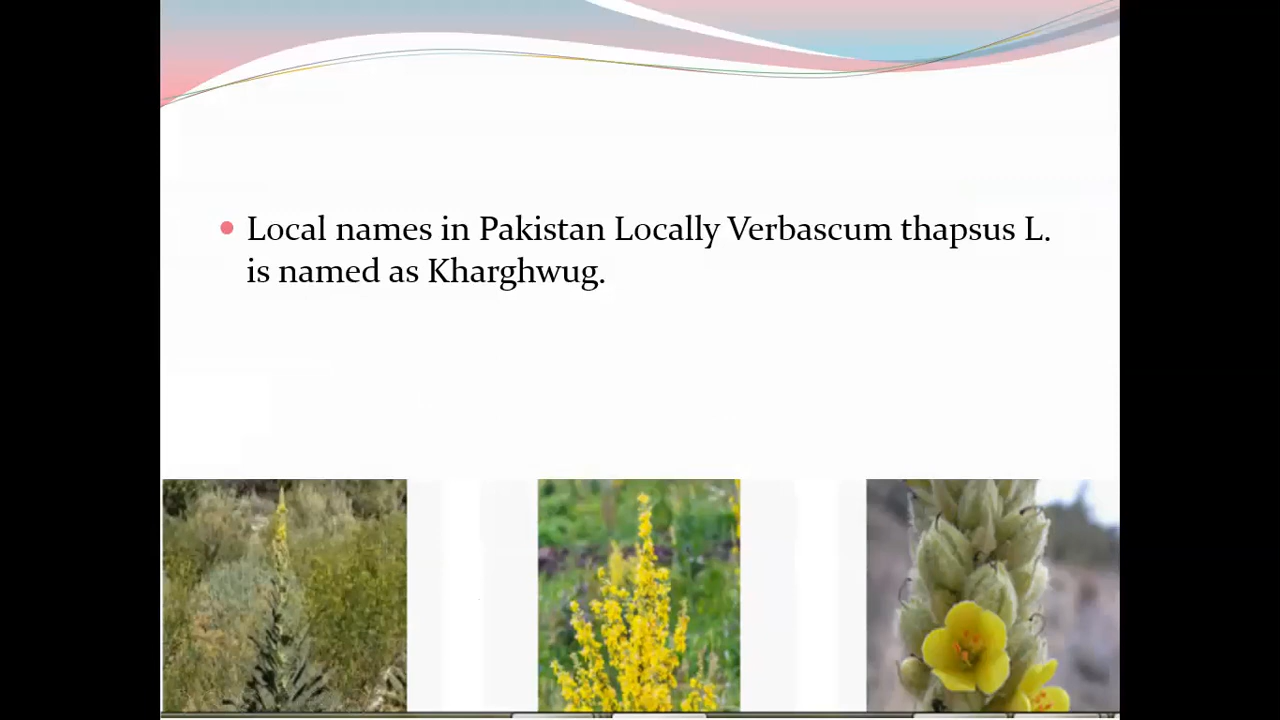 Local names in Pakistan Locally Verbascum thapsus L.
is named as Kharghwug.